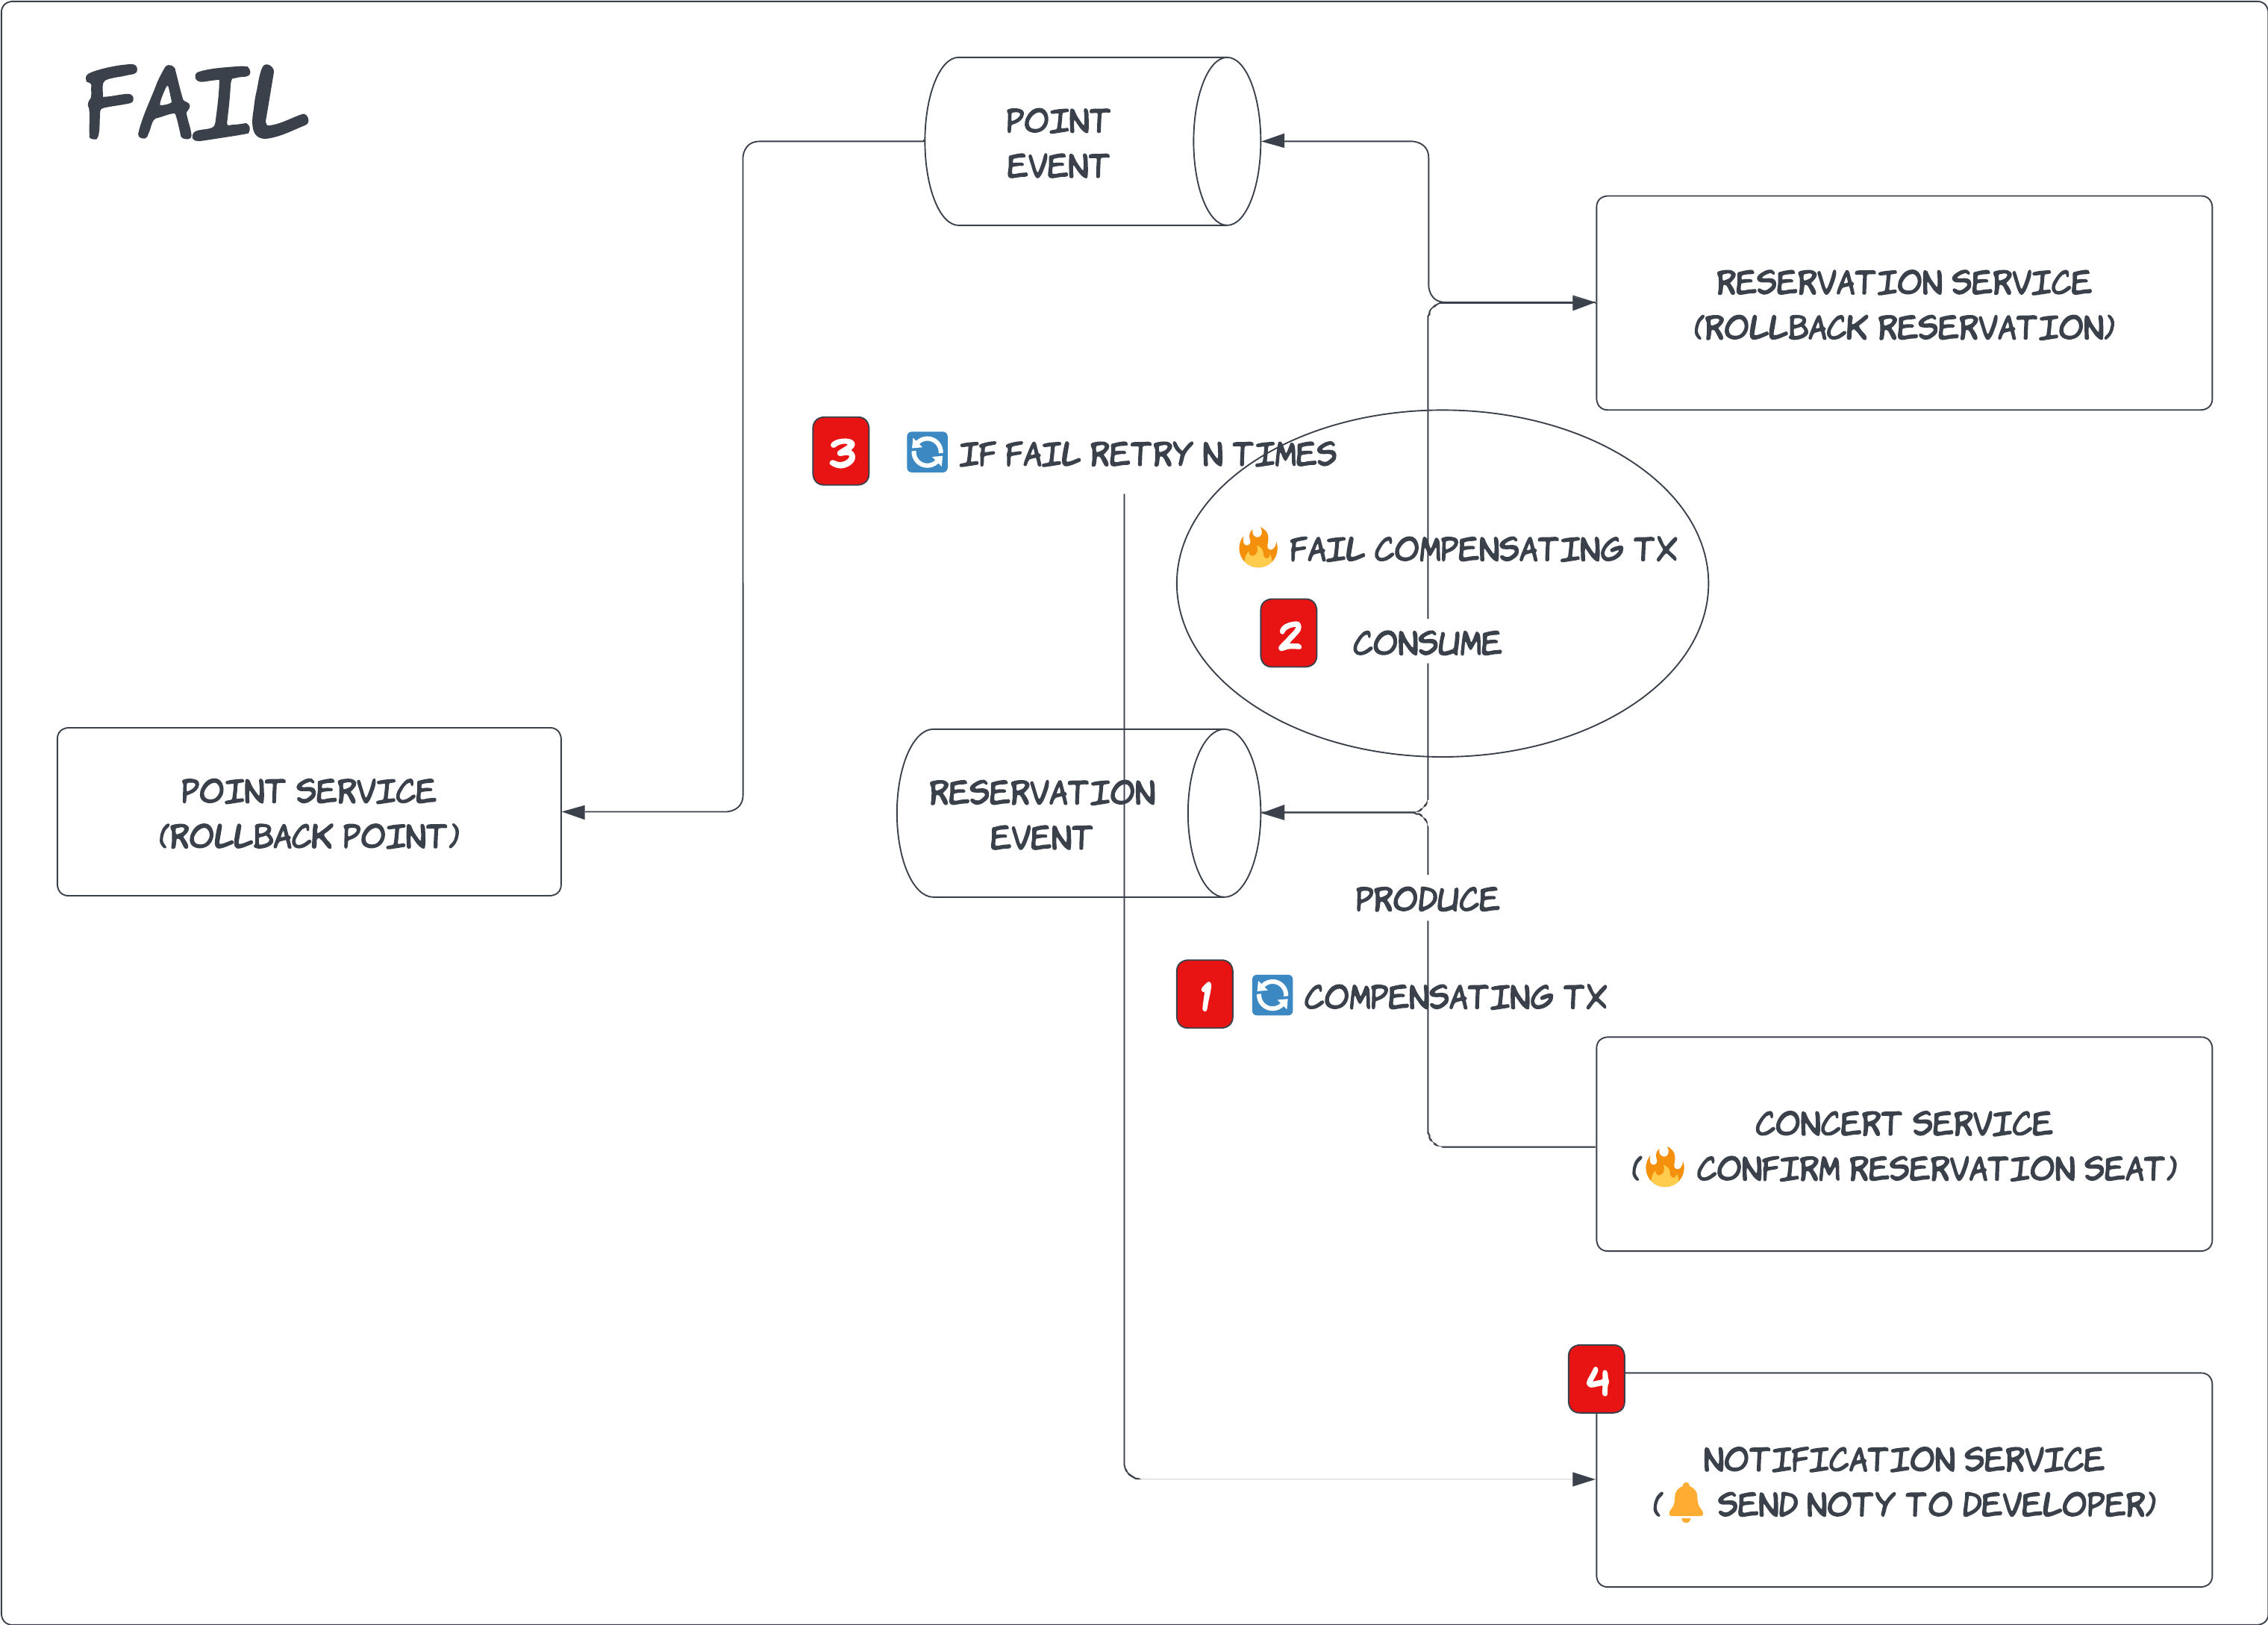 FAIL
POINT
EVENT
RESERVATION SERVICE
(ROLLBACK RESERVATION)
3
IF FAIL RETRY N TIMES
🔥 FAIL COMPENSATING TX
2
CONSUME
POINT SERVICE
(ROLLBACK POINT)
RESERVATION
EVENT
PRODUCE
1
COMPENSATING TX
CONCERT SERVICE
(🔥 CONFIRM RESERVATION SEAT)
4
NOTIFICATION SERVICE
(🔔 SEND NOTY TO DEVELOPER)